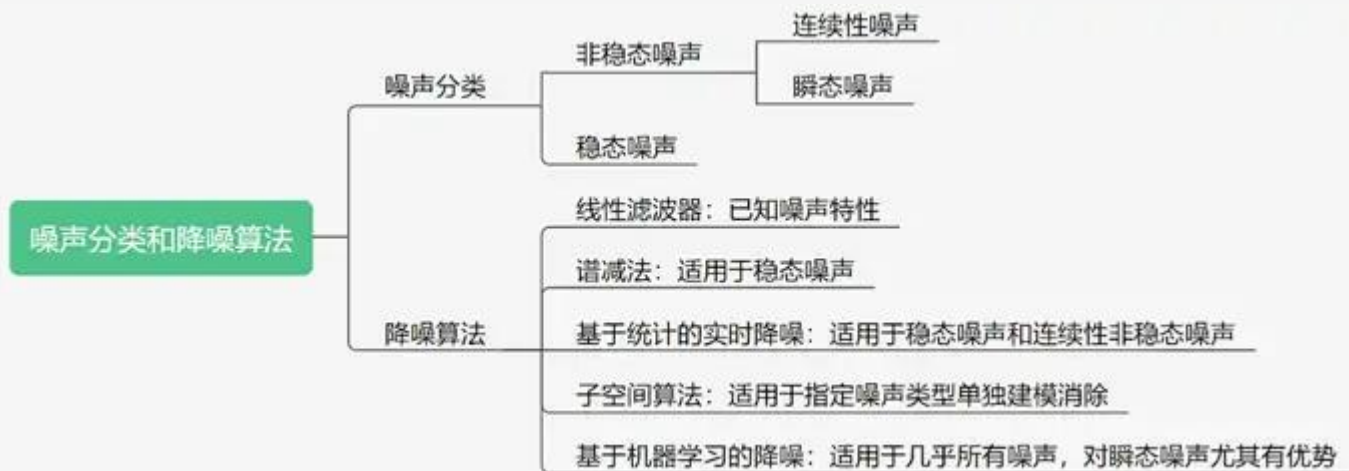 噪声分类和降噪算法
噪声分类
非稳态噪声
连续性噪声
瞬态噪声
稳态噪声
降噪算法
线性滤波器：已知噪声特性
谱减法：适用于稳态噪声
基于统计的实时降噪：适用于稳态噪声和连续性非稳态噪声
子空间算法：适用于指定噪声类型单独建模消除
基于机器学习的降噪：适用于几乎所有噪声，对瞬态噪声尤其有优势